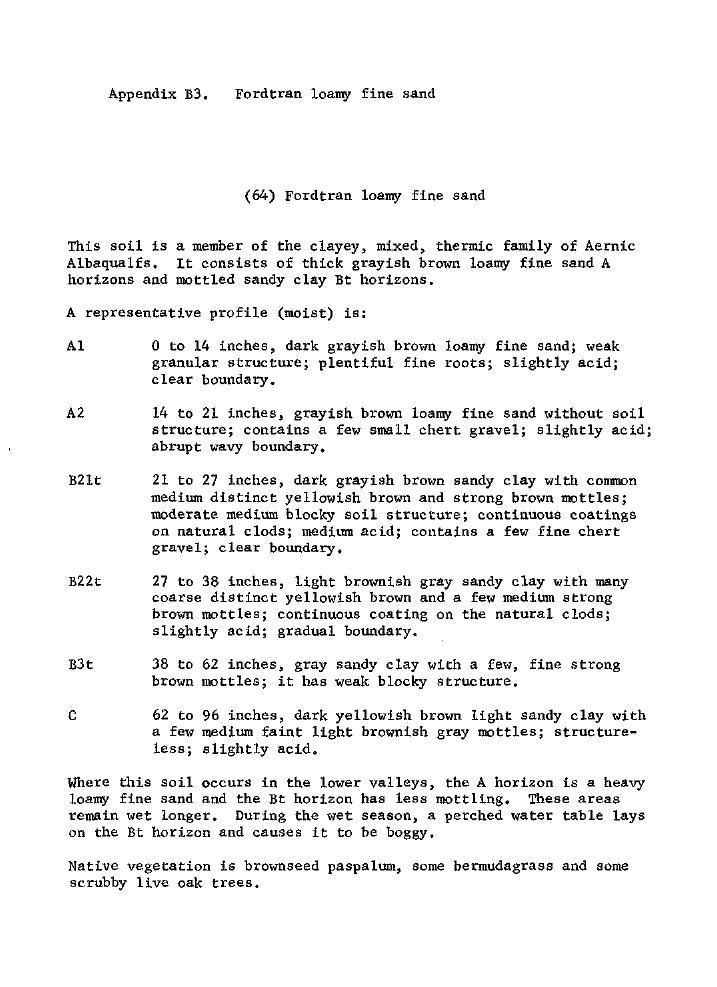 Appendix B3. Fordtran loamy fine sand
(64) Fordtran loamy fine sand
This soil is a member of the clayey, mixed, thermic family of Aernic
Albaqualfs. It consists of thick grayish brown loamy fine sand A
horizons and mottled sandy clay Bt horizons.
A representative profile (moist) is:
A1 0 to 14 inches, dark grayish brown loamy fine sand; weak
granular structure; plentiful fine roots; slightly acid;
clear boundary.
A2 14 to 21 inches, grayish brown loamy fine sand without soil
structure; contains a few small chert gravel; slightly acid;
abrupt wavy boundary.
B21t 21 to 27 inches, dark grayish brown sandy clay with common
medium distinct yellowish brown and strong brown mottles;
moderate medium blocky soil structure; continuous coatings
on natural clods; medium acid; contains a few fine chert
gravel; clear boundary.
B22t 27 to 38 inches, light brownish gray sandy clay with many
coarse distinct yellowish brown and a few medium strong
brown mottles; continuous coating on the natural clods;
slightly acid; gradual boundary.
B3t 38 to 62 inches, gray sandy clay with a few, fine strong
brown mottles; it has weak blocky structure.
C 62 to 96 inches, dark yellowish brown light sandy clay with
a few medium faint light brownish gray mottles; structure-
less; slightly acid.
Where this soil occurs in the lower valleys, the A horizon is a heavy
loamy fine sand and the Bt horizon has less mottling. These areas
remain wet longer. During the wet season, a perched water table lays
on the Bt horizon and causes it to be boggy.
Native vegetation is brownseed paspalum, some bermudagrass and some
scrubby live oak trees.